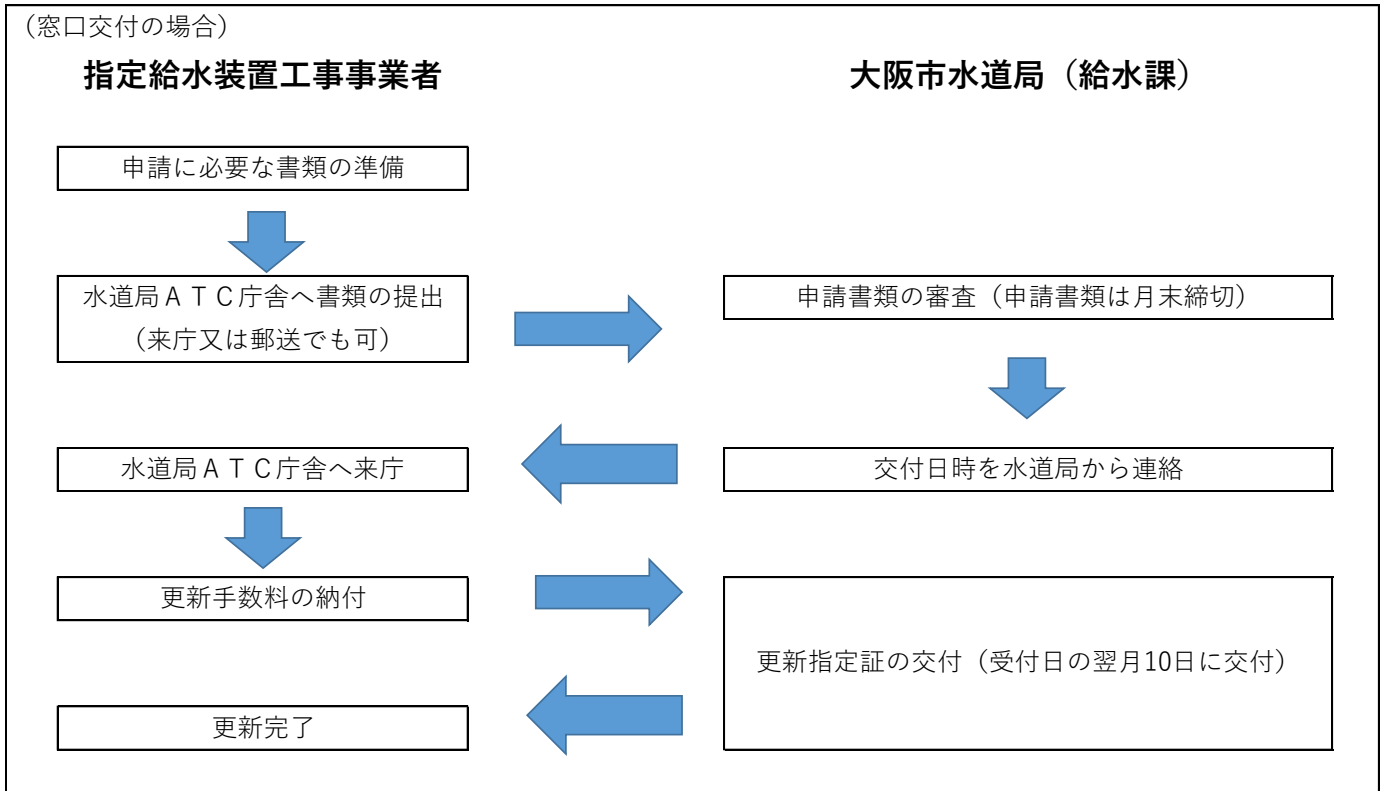 （窓口交付の場合）
指定給水装置工事事業者
大阪市水道局（給水課）
申請に必要な書類の準備
水道局ＡＴＣ庁舎へ書類の提出
（来庁又は郵送でも可）
申請書類の審査（申請書類は月末締切）
水道局ＡＴＣ庁舎へ来庁
交付日時を水道局から連絡
更新手数料の納付
更新指定証の交付（受付日の翌月10日に交付）
更新完了